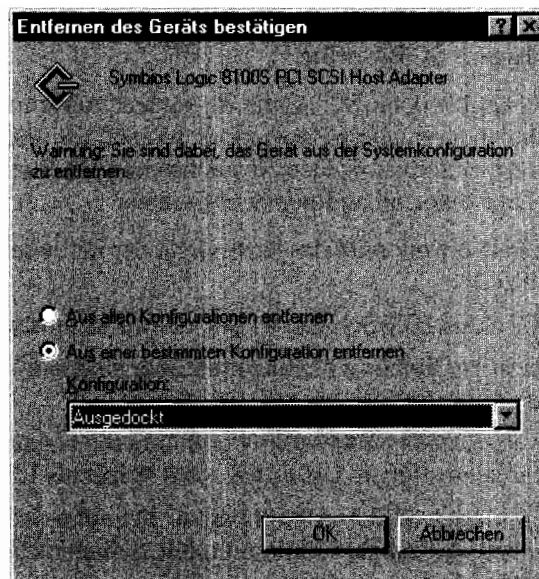 Entfernen des Geräts bestätigen
Symbios Logic 8100S PCI SCSI Host Adapter
Warnung: Sie sind dabei, das Gerät aus der Systemkonfiguration
zu entfernen.
Aus allen Konfigurationen entfernen
Aus einer bestimmten Konfiguration entfernen
Konfiguration:
Ausgedockt
OK
Abbrechen